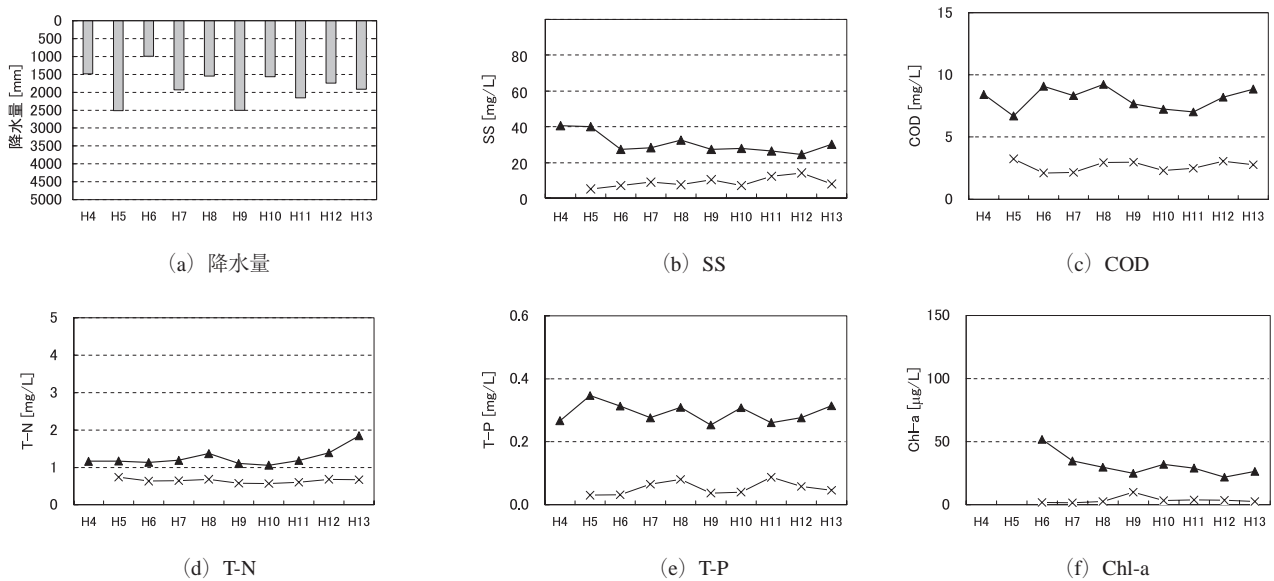 降水量 [mm]
0
500
1000
1500
2000
2500
3000
3500
4000
4500
5000
H4 H5 H6 H7 H8 H9 H10 H11 H12 H13
(a) 降水量
SS [mg/L]
80
60
40
20
0
H4 H5 H6 H7 H8 H9 H10 H11 H12 H13
(b) SS
COD [mg/L]
15
10
5
0
H4 H5 H6 H7 H8 H9 H10 H11 H12 H13
(c) COD
T-N [mg/L]
5
4
3
2
1
0
H4 H5 H6 H7 H8 H9 H10 H11 H12 H13
(d) T-N
T-P [mg/L]
0.6
0.4
0.2
0.0
H4 H5 H6 H7 H8 H9 H10 H11 H12 H13
(e) T-P
Chl-a [μg/L]
150
100
50
0
H4 H5 H6 H7 H8 H9 H10 H11 H12 H13
(f) Chl-a